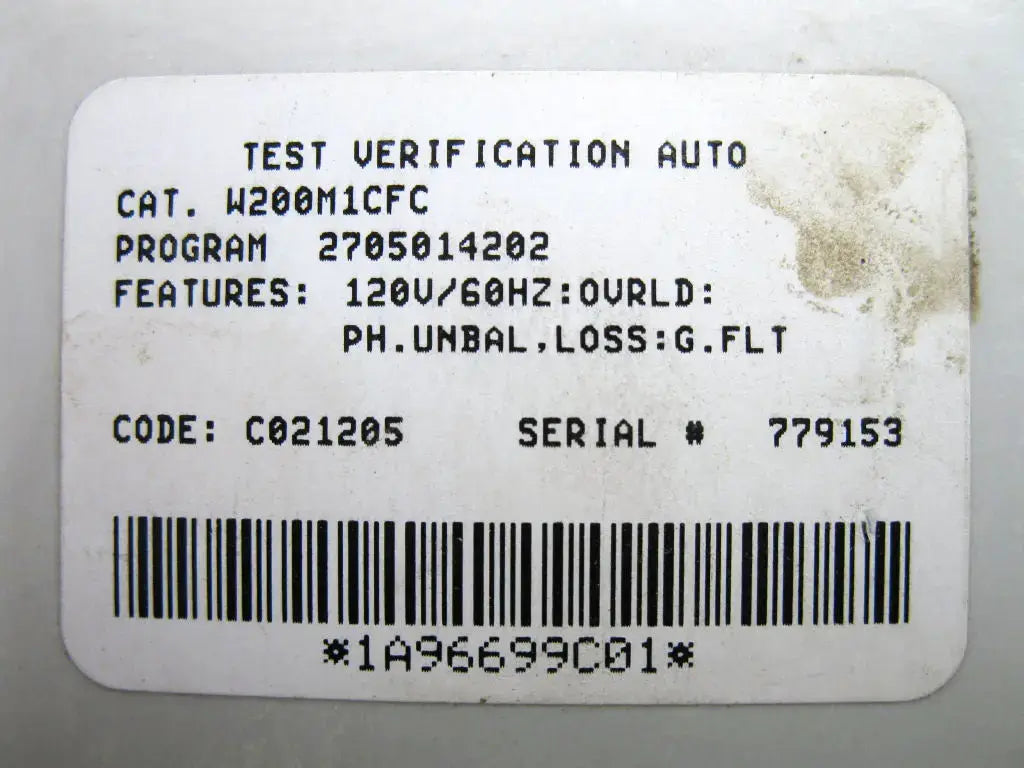 TEST VERIFICATION AUTO
CAT. W200M1CFC
PROGRAM 2705014202
FEATURES: 120V/60HZ:OVRLD:
PH.UNBAL,LOSS:G.FLT
CODE: C021205 SERIAL # 779153
*1A96699C01*